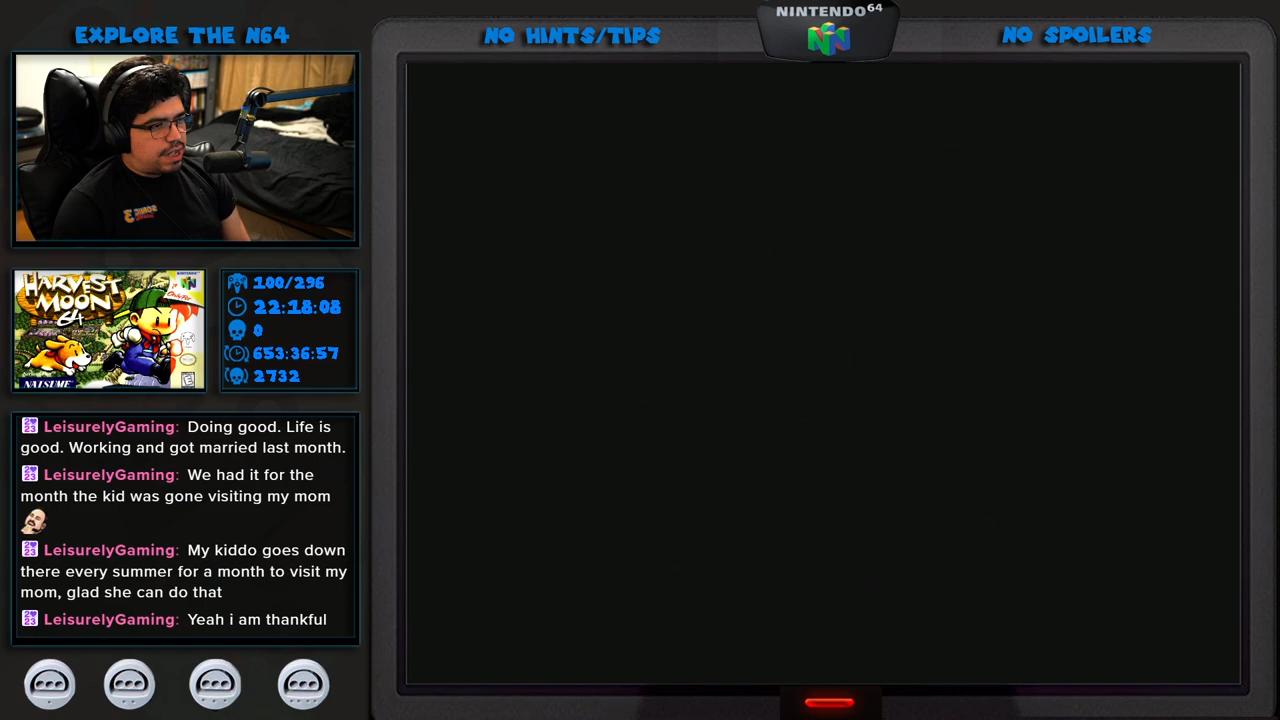 EXPLORE THE N64
NO HINTS/TIPS
NINTENDO64
NO SPOILERS
HARVEST
MOON
64
NINTENDO64
Only For
NATSUME
E
100/296
22:18:08
0
653:36:57
2732
LeisurelyGaming: Doing good. Life is
good. Working and got married last month.
LeisurelyGaming: We had it for the
month the kid was gone visiting my mom
LeisurelyGaming: My kiddo goes down
there every summer for a month to visit my
mom, glad she can do that
LeisurelyGaming: Yeah i am thankful